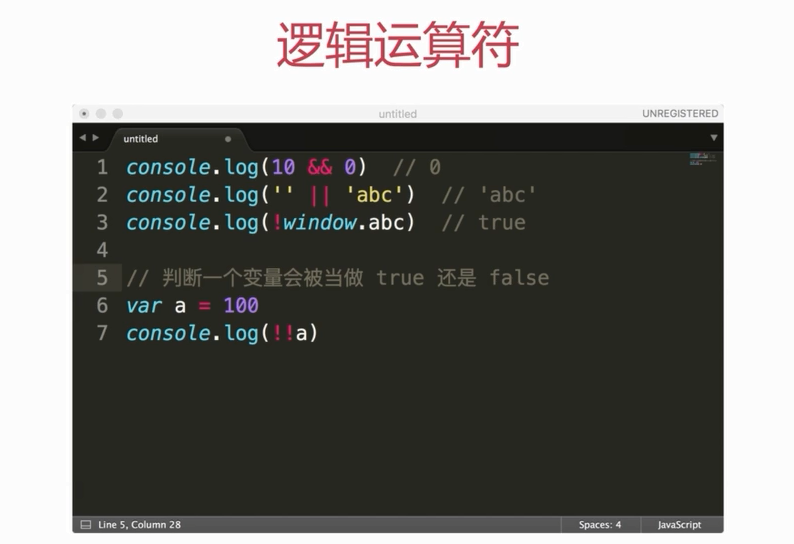 逻辑运算符
untitled
UNREGISTERED
untitled
1 console.log(10 && 0)  // 0
2 console.log('' || 'abc')  // 'abc'
3 console.log(!window.abc)  // true
4
5 // 判断一个变量会被当做 true 还是 false
6 var a = 100
7 console.log(!!a)
Line 5, Column 28
Spaces: 4
JavaScript